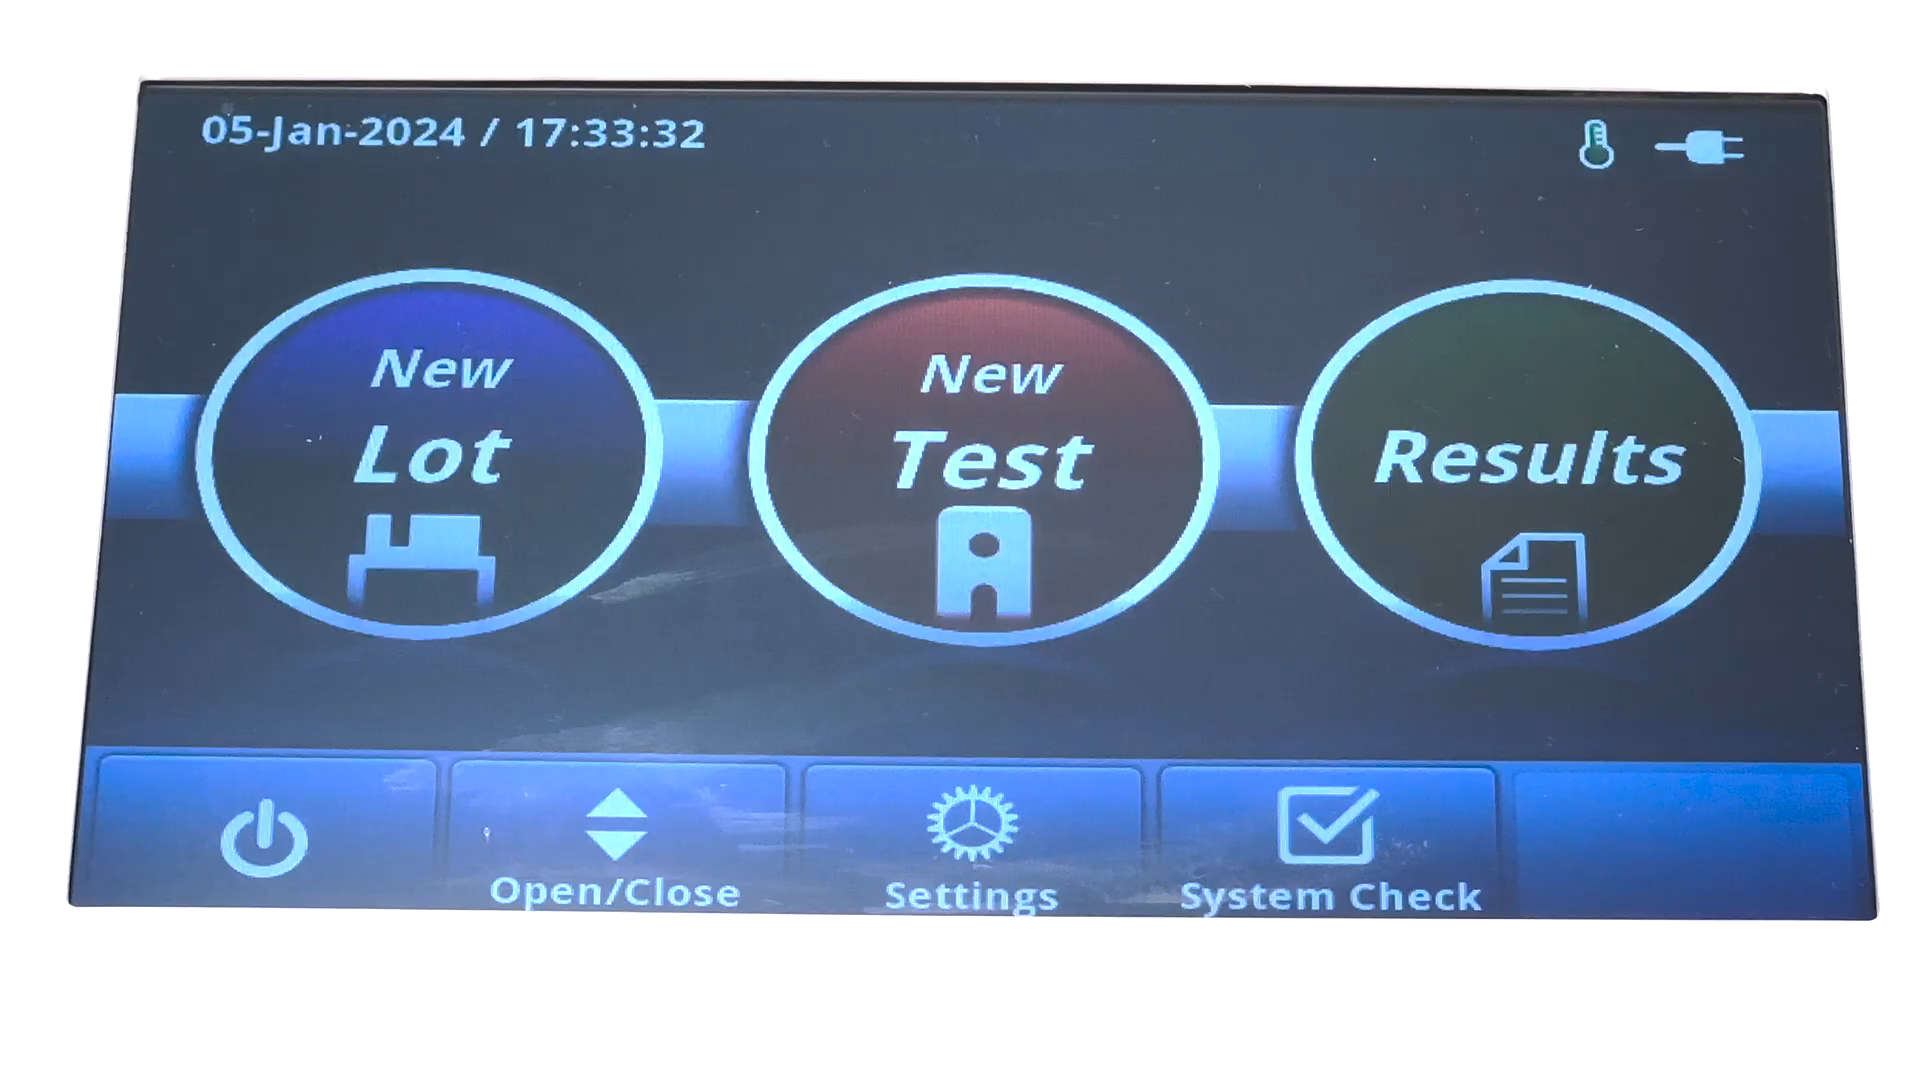 05-Jan-2024 / 17:33:32
New
Lot
New
Test
Results
Open/Close
Settings
System Check